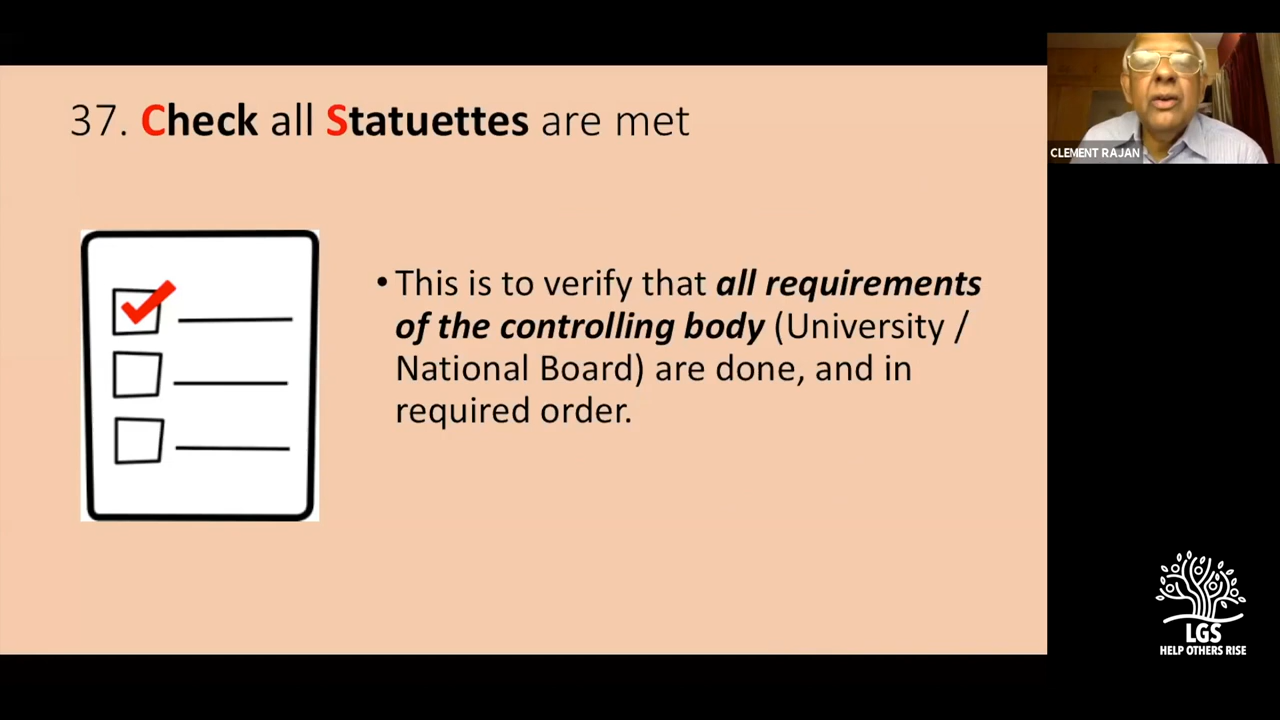 37. Check all Statuettes are met
• This is to verify that all requirements
of the controlling body (University /
National Board) are done, and in
required order.
CLEMENT RAJAN
LGS
HELP OTHERS RISE